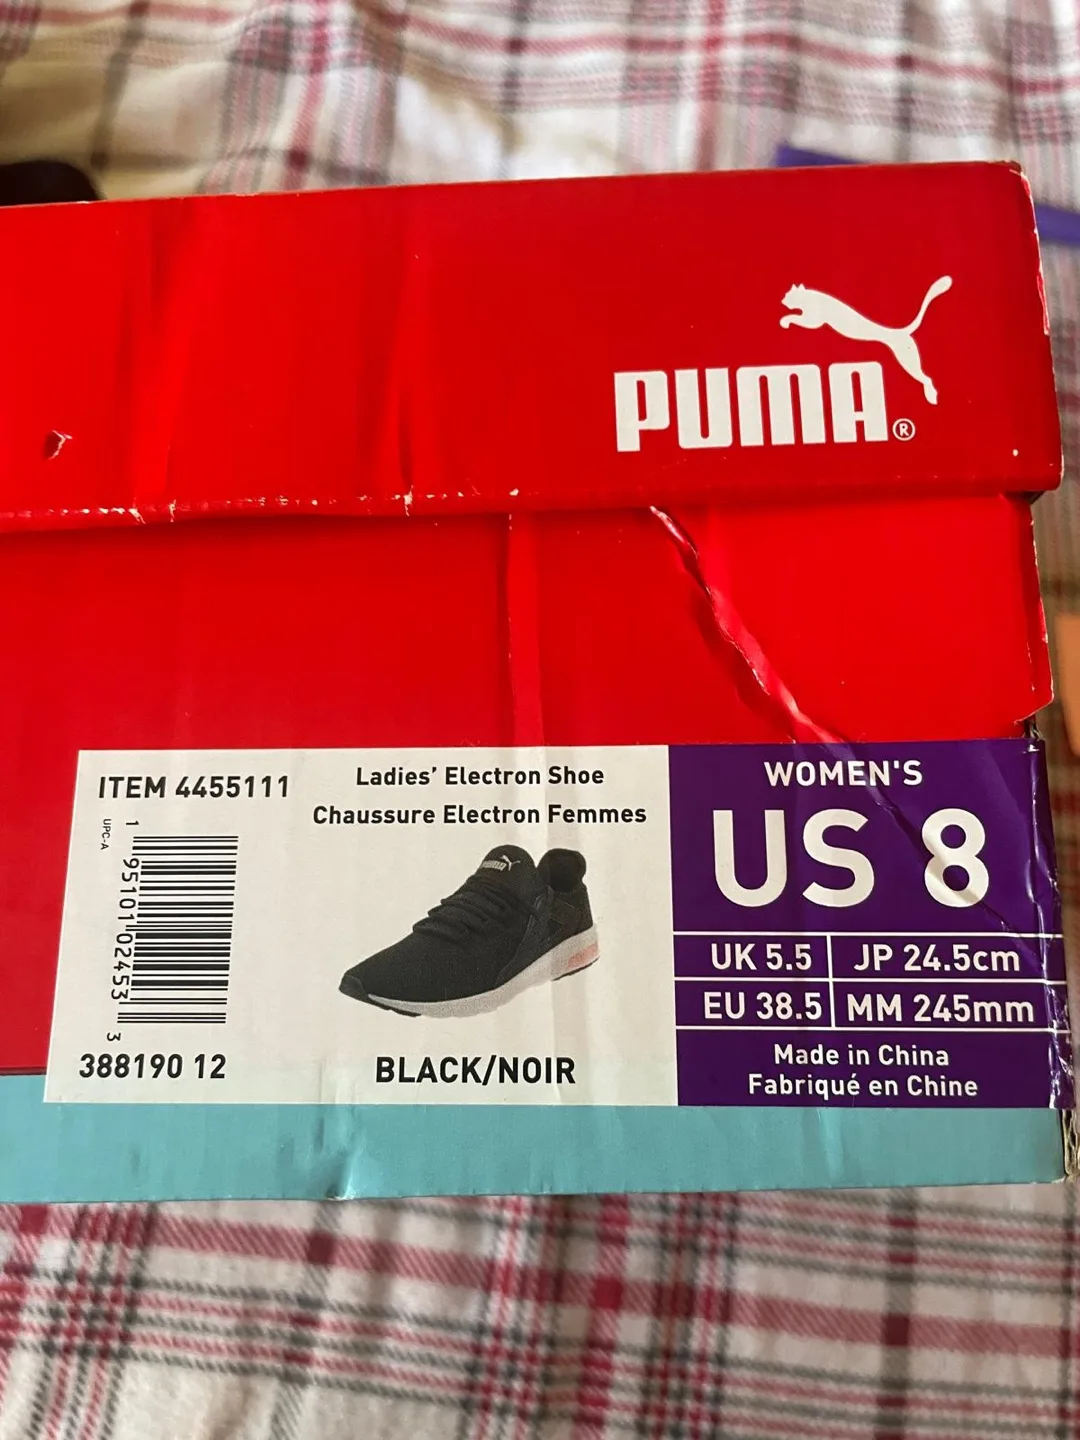 PUMA®
ITEM 4455111
UPC-A
1 95101 02453 3
388190 12
Ladies' Electron Shoe
Chaussure Electron Femmes
PUMA
BLACK/NOIR
WOMEN'S
US 8
UK 5.5
JP 24.5cm
EU 38.5
MM 245mm
Made in China
Fabriqué en Chine